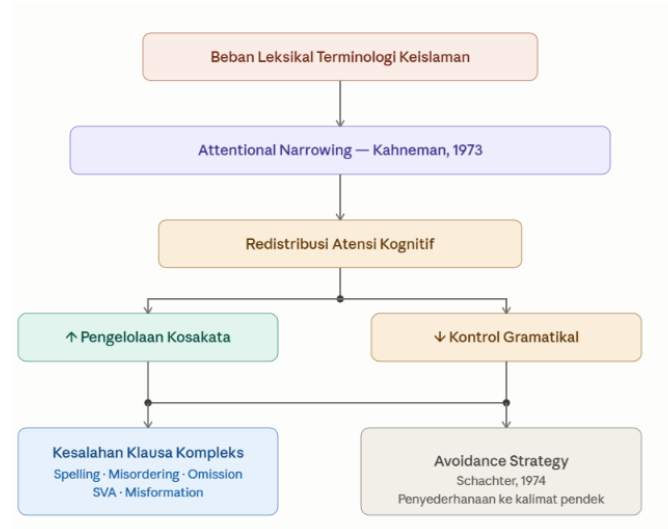 Beban Leksikal Terminologi Keislaman
Attentional Narrowing — Kahneman, 1973
Redistribusi Atensi Kognitif
↑ Pengelolaan Kosakata
↓ Kontrol Gramatikal
Kesalahan Klausa Kompleks
Spelling · Misordering · Omission
SVA · Misformation
Avoidance Strategy
Schachter, 1974
Penyederhanaan ke kalimat pendek